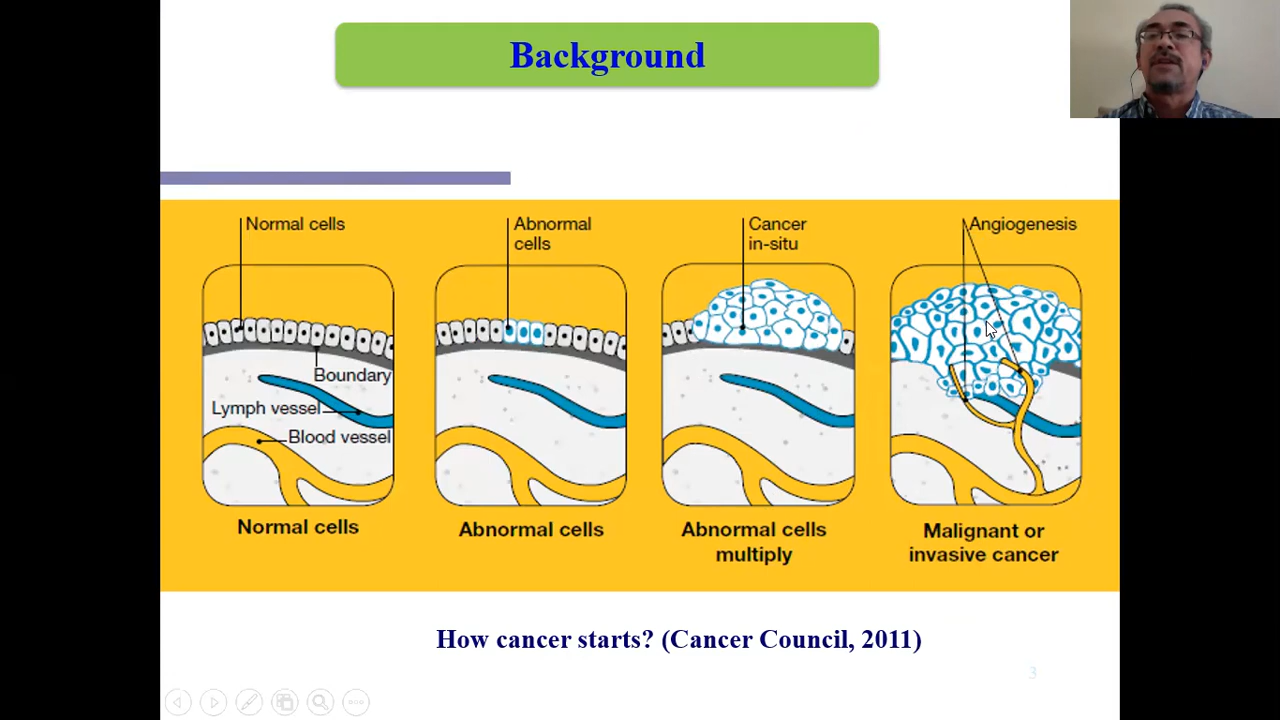 Background
Normal cells
Abnormal
cells
Cancer
in-situ
Angiogenesis
Boundary
Lymph vessel
Blood vessel
Normal cells
Abnormal cells
Abnormal cells
multiply
Malignant or
invasive cancer
How cancer starts? (Cancer Council, 2011)
3